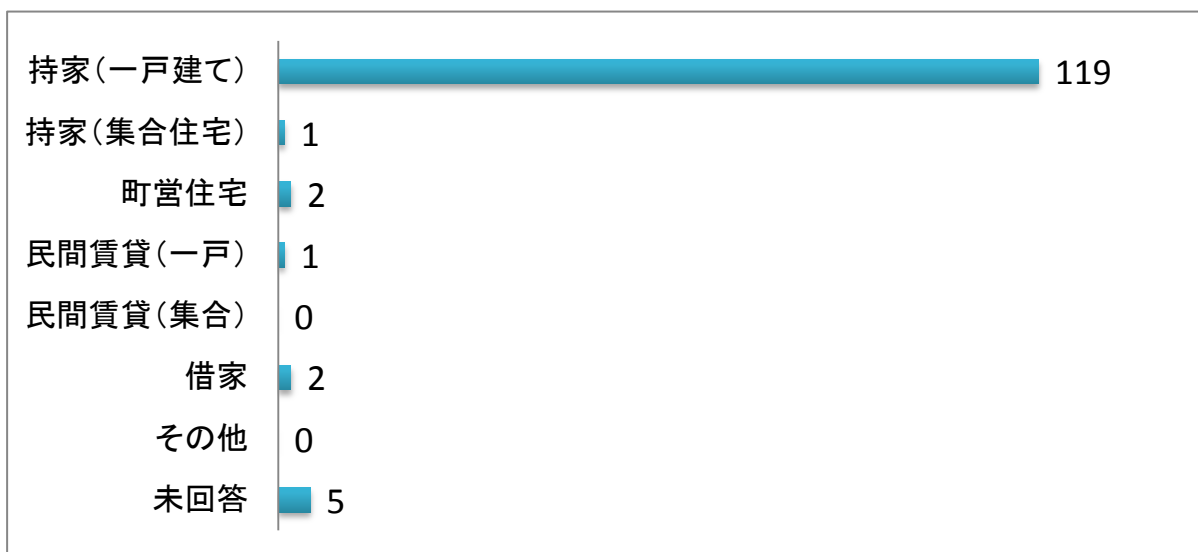 持家(一戸建て) 119
持家(集合住宅) 1
町営住宅 2
民間賃貸(一戸) 1
民間賃貸(集合) 0
借家 2
その他 0
未回答 5